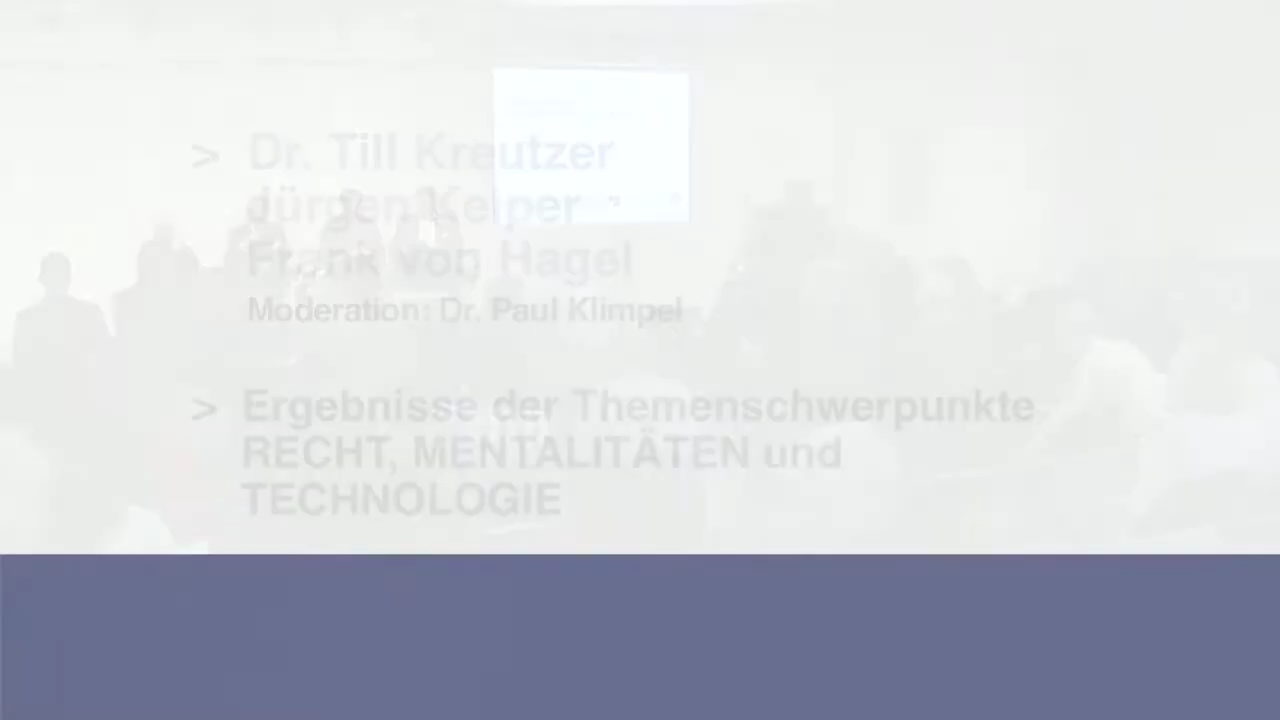 > Dr. Till Kreutzer
Jürgen Keiper
Frank von Hagel
Moderation: Dr. Paul Klimpel
> Ergebnisse der Themenschwerpunkte
RECHT, MENTALITÄTEN und
TECHNOLOGIE